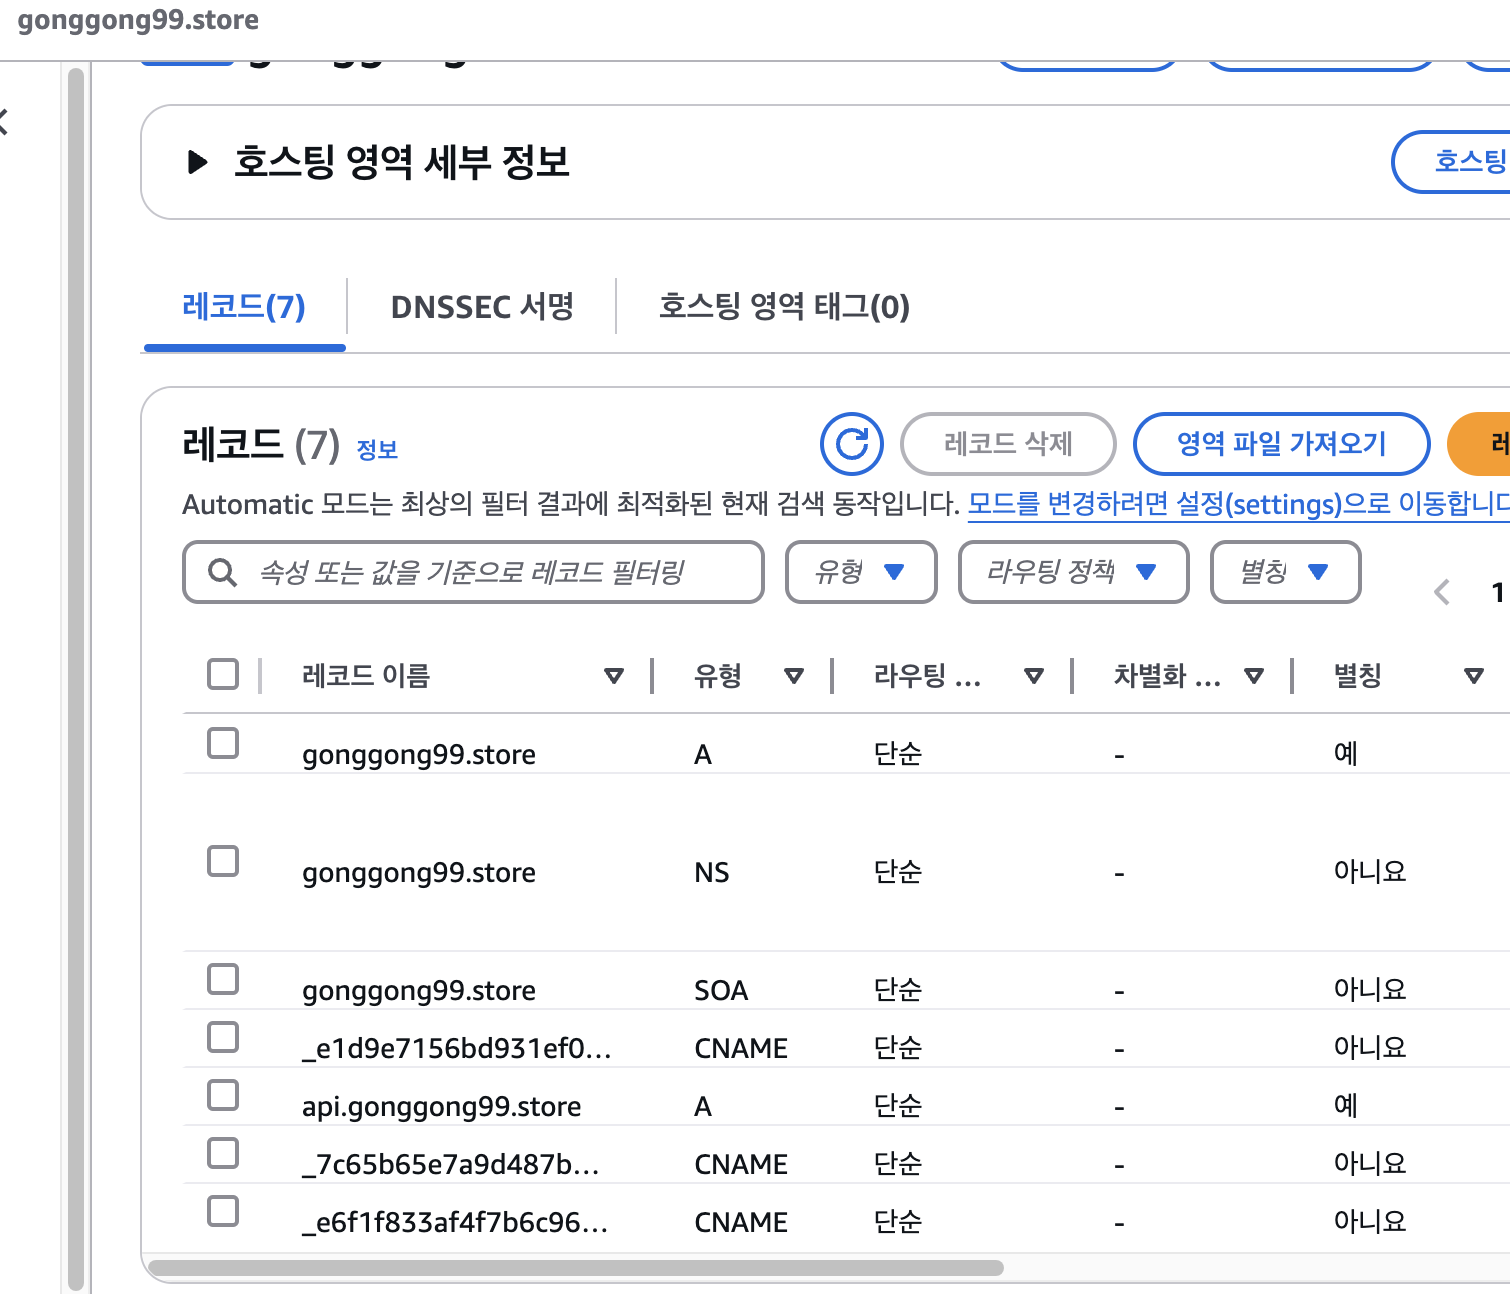 gonggong99.store
호스팅 영역 세부 정보
호스팅
레코드(7)
DNSSEC 서명
호스팅 영역 태그(0)
레코드 (7) 정보
레코드 삭제
영역 파일 가져오기
레
Automatic 모드는 최상의 필터 결과에 최적화된 현재 검색 동작입니다. 모드를 변경하려면 설정(settings)으로 이동합니다
속성 또는 값을 기준으로 레코드 필터링
유형
라우팅 정책
별칭
1
레코드 이름 유형 라우팅 ... 차별화 ... 별칭
gonggong99.store A 단순 - 예
gonggong99.store NS 단순 - 아니요
gonggong99.store SOA 단순 - 아니요
_e1d9e7156bd931ef0... CNAME 단순 - 아니요
api.gonggong99.store A 단순 - 예
_7c65b65e7a9d487b... CNAME 단순 - 아니요
_e6f1f833af4f7b6c96... CNAME 단순 - 아니요